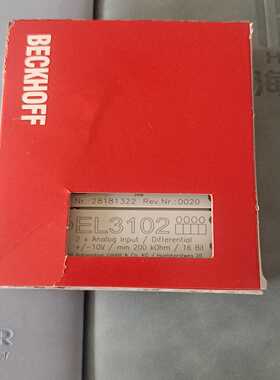 BECKHOFF
Nr. 28181322 Rev.Nr.:0020
EL3102
2 x Analog Input / Differential
+/-10V / min 200 kOhm / 16 Bit